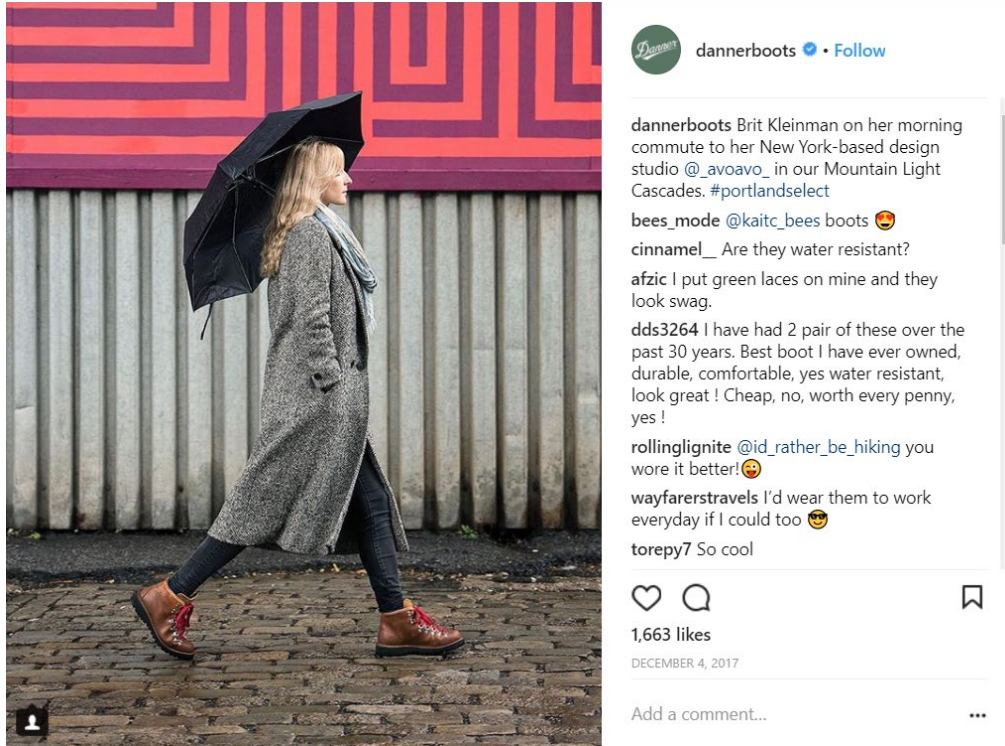 Danner
dannerboots • Follow
dannerboots Brit Kleinman on her morning
commute to her New York-based design
studio @_avoavo_ in our Mountain Light
Cascades. #portlandselect
bees_mode @kaitc_bees boots 😍
cinnamel__ Are they water resistant?
afzic I put green laces on mine and they
look swag.
dds3264 I have had 2 pair of these over the
past 30 years. Best boot I have ever owned,
durable, comfortable, yes water resistant,
look great ! Cheap, no, worth every penny,
yes !
rollinglignite @id_rather_be_hiking you
wore it better!😜
wayfarerstravels I’d wear them to work
everyday if I could too 😎
torepy7 So cool
1,663 likes
DECEMBER 4, 2017
Add a comment...